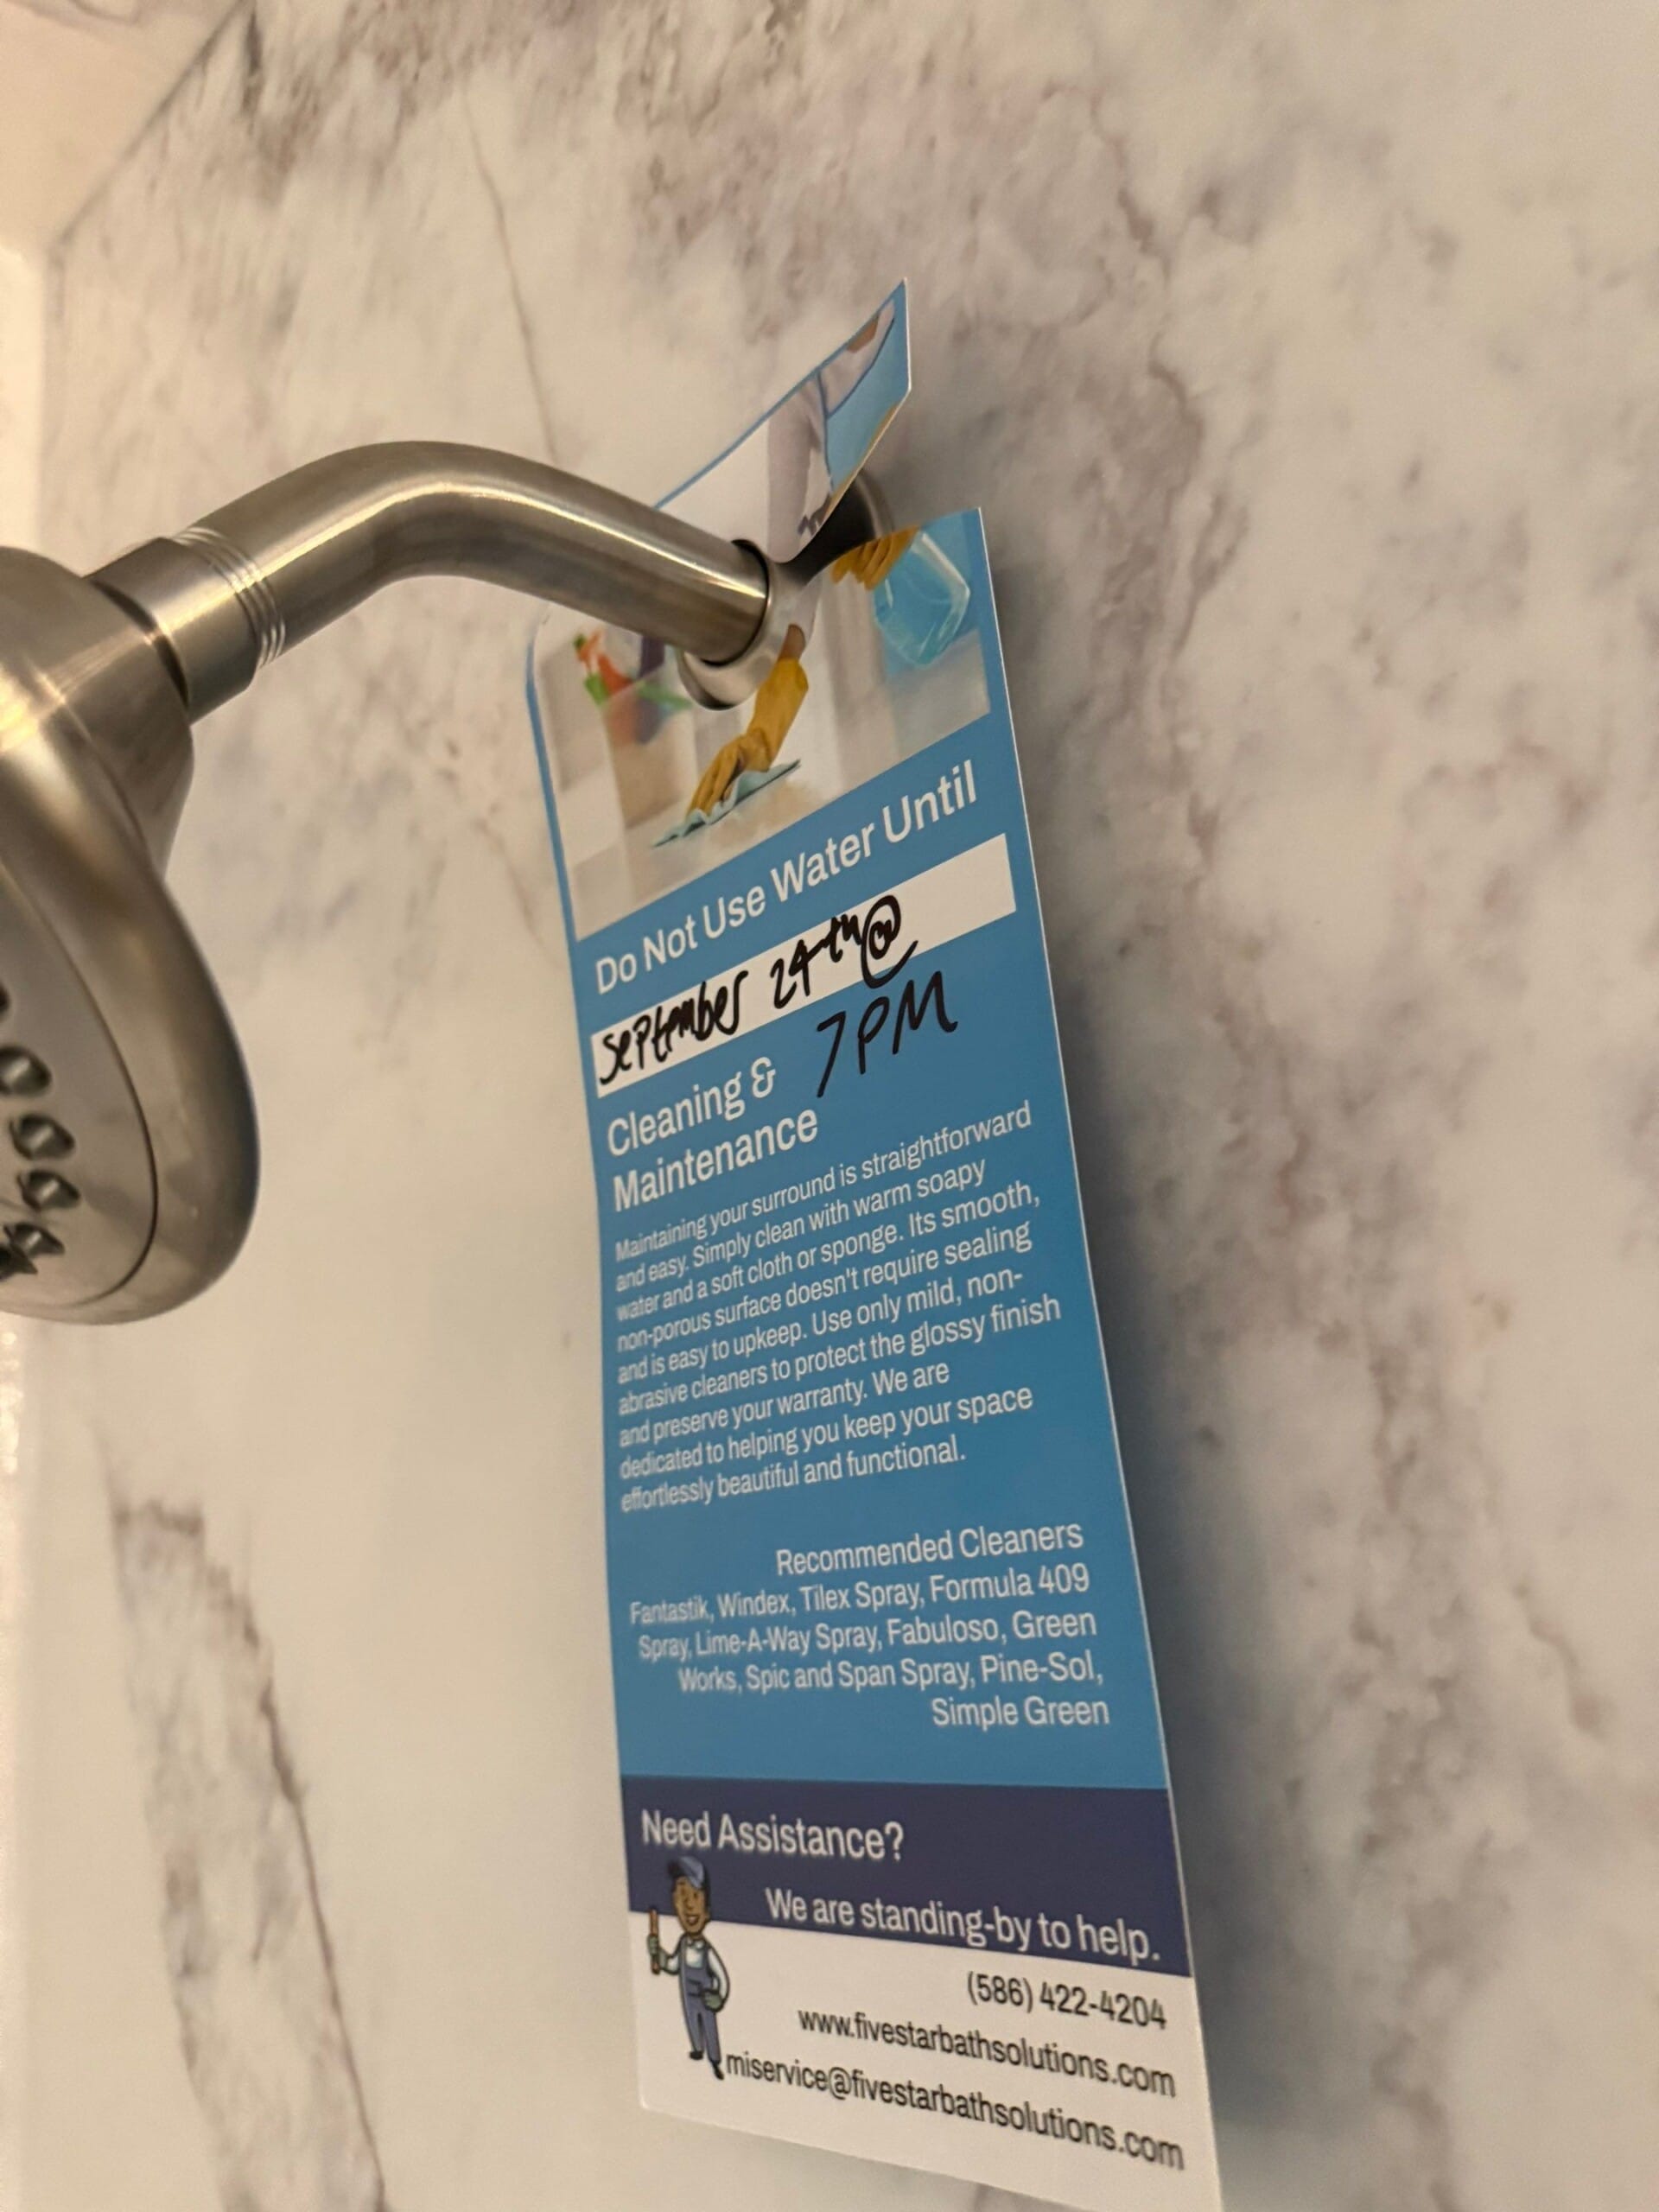 Do Not Use Water Until
September 24th @
7PM
Cleaning &
Maintenance
Maintaining your surround is straightforward
and easy. Simply clean with warm soapy
water and a soft cloth or sponge. Its smooth,
non-porous surface doesn't require sealing
and is easy to upkeep. Use only mild, non-
abrasive cleaners to protect the glossy finish
and preserve your warranty. We are
dedicated to helping you keep your space
effortlessly beautiful and functional.
Recommended Cleaners
Fantastik, Windex, Tilex Spray, Formula 409
Spray, Lime-A-Way Spray, Fabuloso, Green
Works, Spic and Span Spray, Pine-Sol,
Simple Green
Need Assistance?
We are standing-by to help.
(586) 422-4204
www.fivestarbathsolutions.com
miservice@fivestarbathsolutions.com